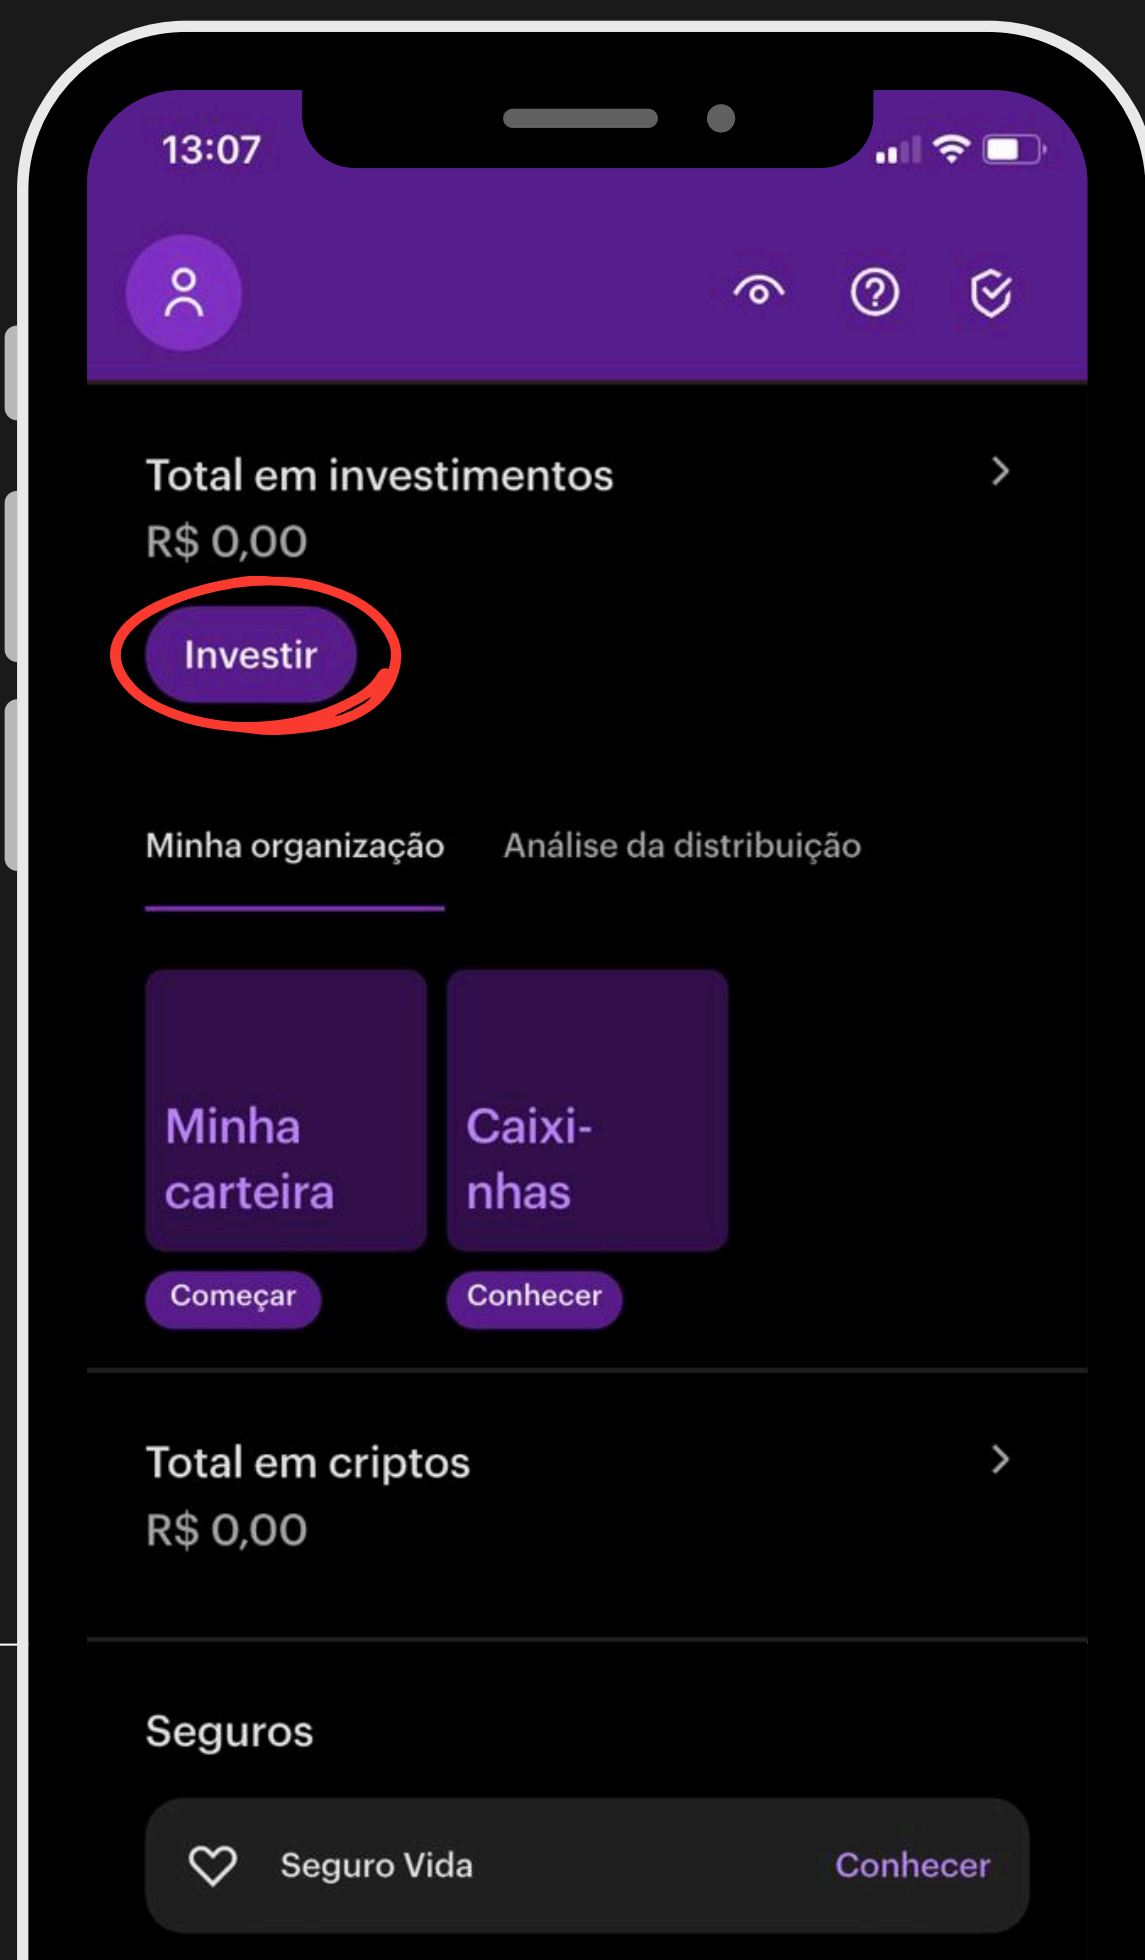 13:07
Total em investimentos
R$ 0,00
Investir
Minha organização
Análise da distribuição
Minha
carteira
Caixi-
nhas
Começar
Conhecer
Total em criptos
R$ 0,00
Seguros
Seguro Vida
Conhecer